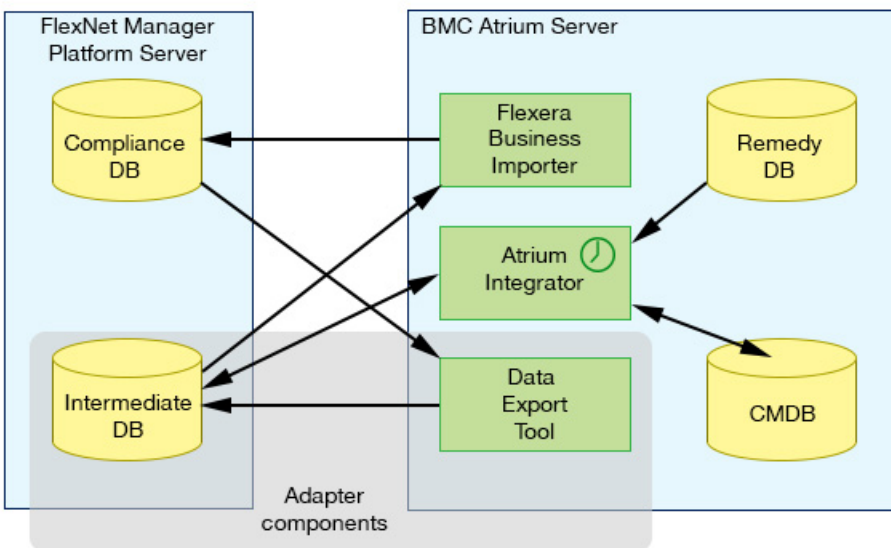 FlexNet Manager
Platform Server
BMC Atrium Server
Compliance
DB
Flexera
Business
Importer
Remedy
DB
Atrium
Integrator
Intermediate
DB
Data
Export
Tool
CMDB
Adapter
components